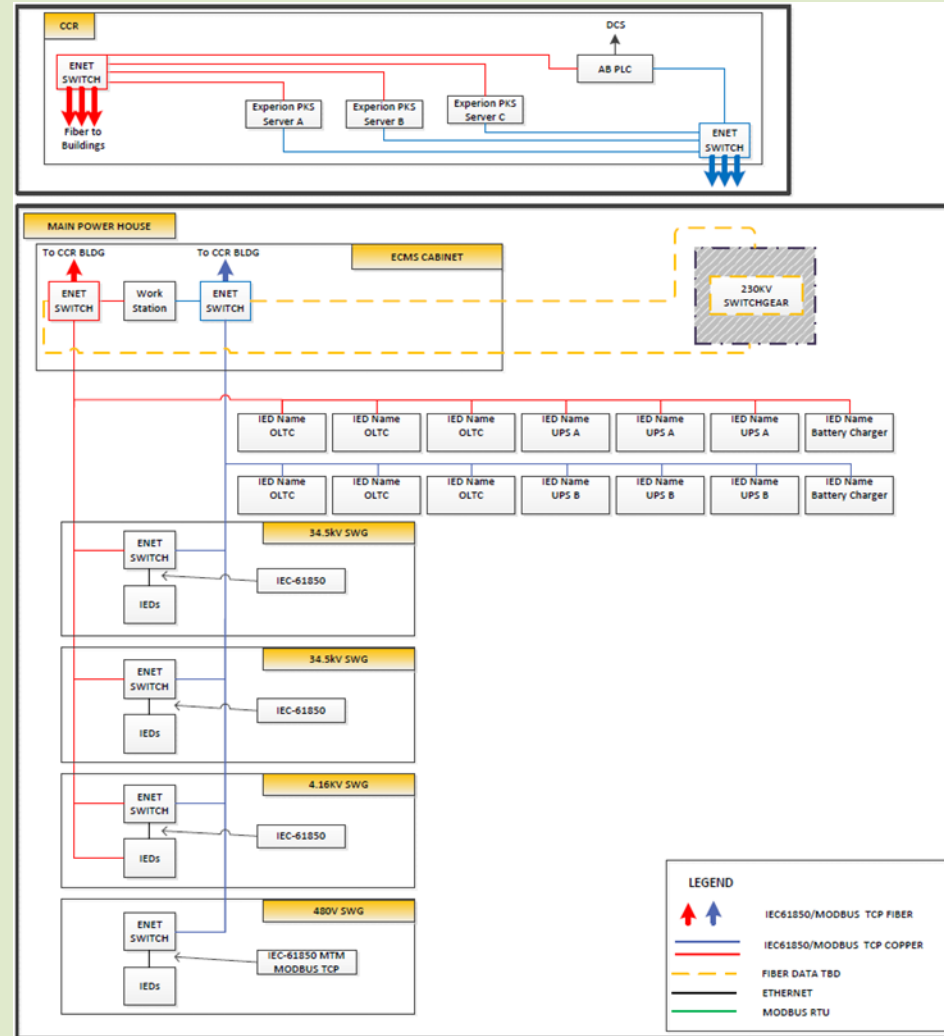 CCR
DCS
ENET
SWITCH
AB PLC
Fiber to
Buildings
Experion PKS
Server A
Experion PKS
Server B
Experion PKS
Server C
ENET
SWITCH
MAIN POWER HOUSE
To CCR BLDG
To CCR BLDG
ECMS CABINET
ENET
SWITCH
Work
Station
ENET
SWITCH
230KV
SWITCHGEAR
IED Name
OLTC
IED Name
OLTC
IED Name
OLTC
IED Name
UPS A
IED Name
UPS A
IED Name
UPS A
IED Name
Battery Charger
IED Name
OLTC
IED Name
OLTC
IED Name
OLTC
IED Name
UPS B
IED Name
UPS B
IED Name
UPS B
IED Name
Battery Charger
34.5kV SWG
ENET
SWITCH
IEC-61850
IEDs
34.5kV SWG
ENET
SWITCH
IEC-61850
IEDs
4.16KV SWG
ENET
SWITCH
IEC-61850
IEDs
480V SWG
ENET
SWITCH
IEC-61850 MTM
MODBUS TCP
IEDs
LEGEND
IEC61850/MODBUS TCP FIBER
IEC61850/MODBUS TCP COPPER
FIBER DATA TBD
ETHERNET
MODBUS RTU